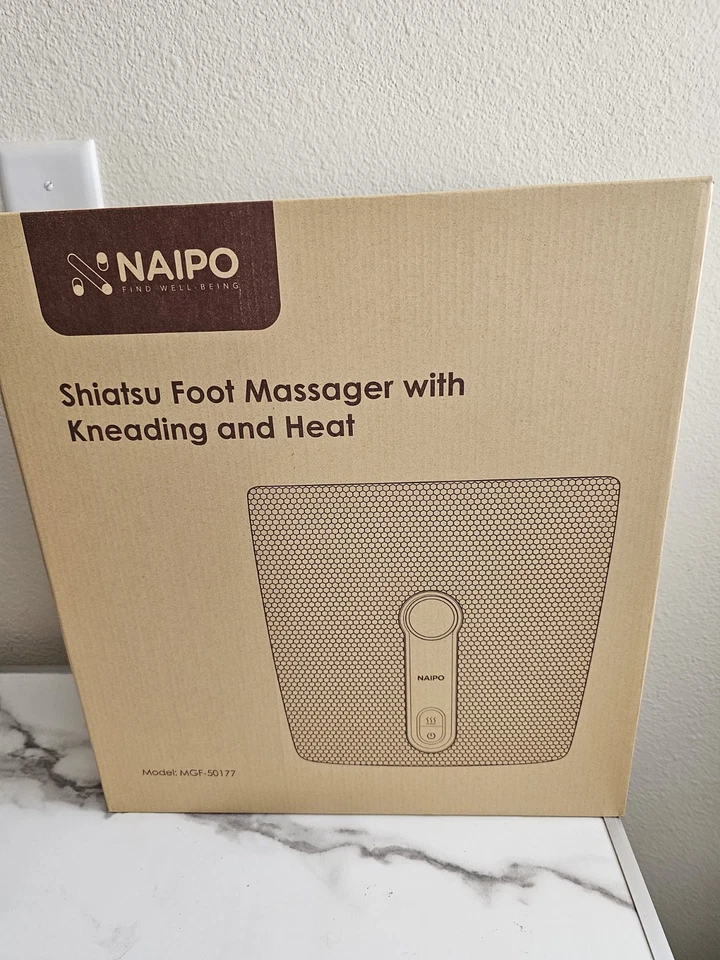 NAIPO
FIND WELL-BEING
Shiatsu Foot Massager with
Kneading and Heat
NAIPO
Model: MGF-50177